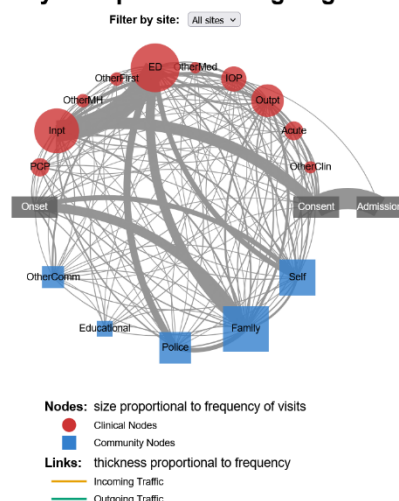 Filter by site: All sites
ED
OtherMed
OtherFirst
IOP
OtherMH
Outpt
Inpt
Acute
PCP
OtherClin
Onset
Consent
Admission
OtherComm
Self
Educational
Family
Police
Nodes: size proportional to frequency of visits
Clinical Nodes
Community Nodes
Links: thickness proportional to frequency
Incoming Traffic
Outgoing Traffic